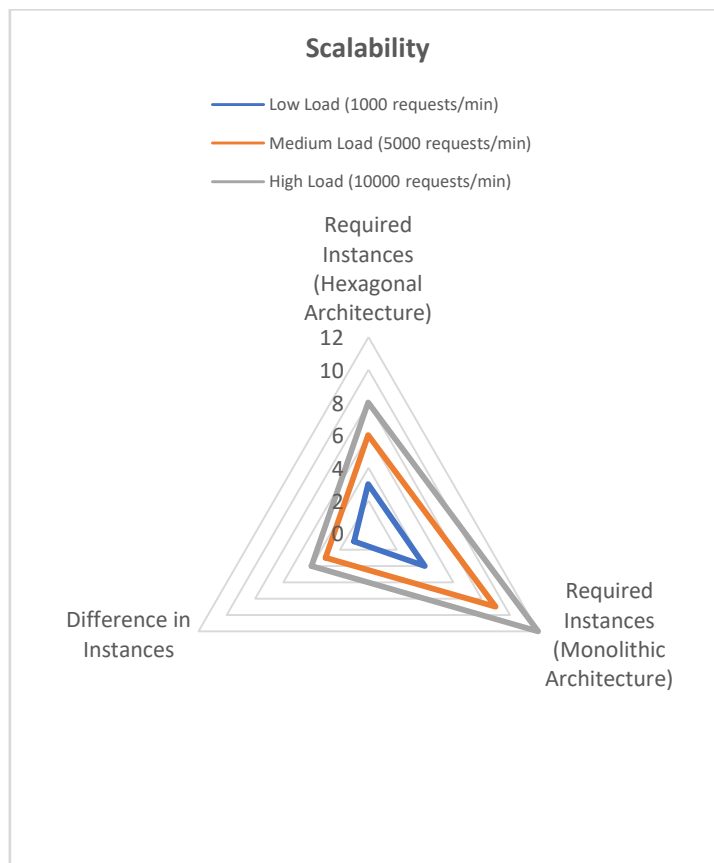 Scalability
Low Load (1000 requests/min)
Medium Load (5000 requests/min)
High Load (10000 requests/min)
Required
Instances
(Hexagonal
Architecture)
12
10
8
6
4
2
0
Difference in
Instances
Required
Instances
(Monolithic
Architecture)